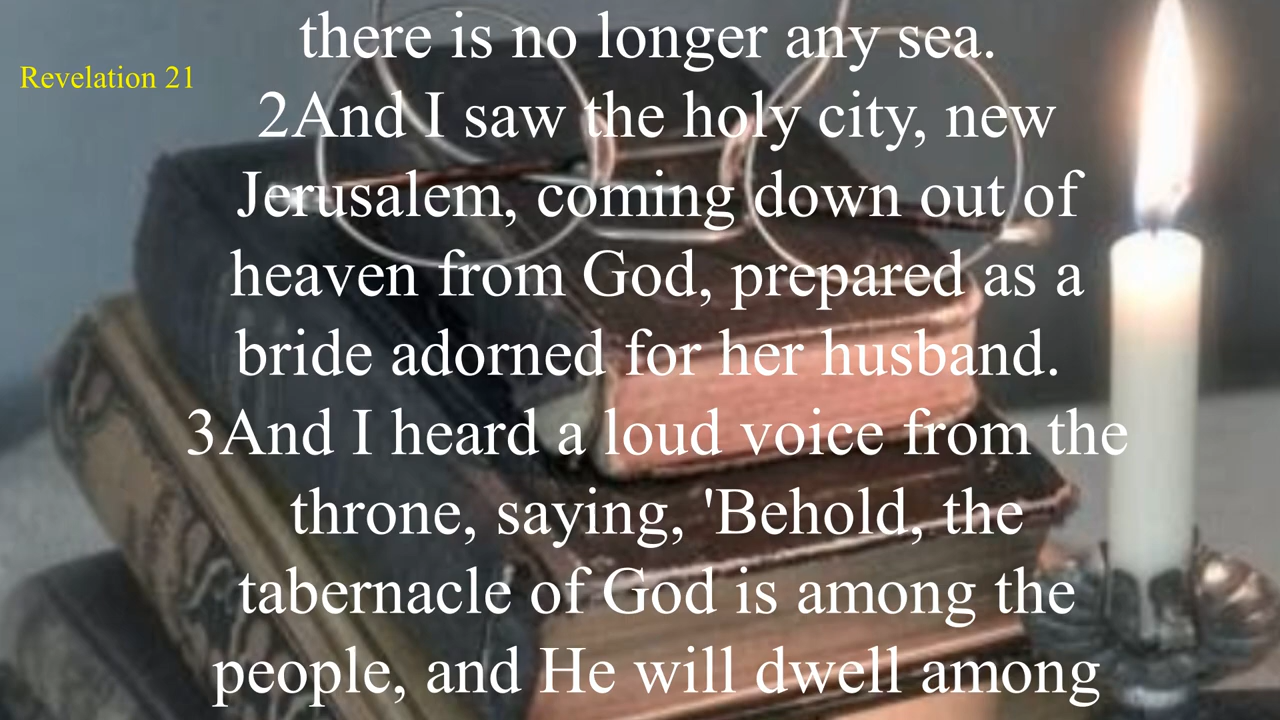 there is no longer any sea.
Revelation 21
2And I saw the holy city, new
Jerusalem, coming down out of
heaven from God, prepared as a
bride adorned for her husband.
3And I heard a loud voice from the
throne, saying, 'Behold, the
tabernacle of God is among the
people, and He will dwell among